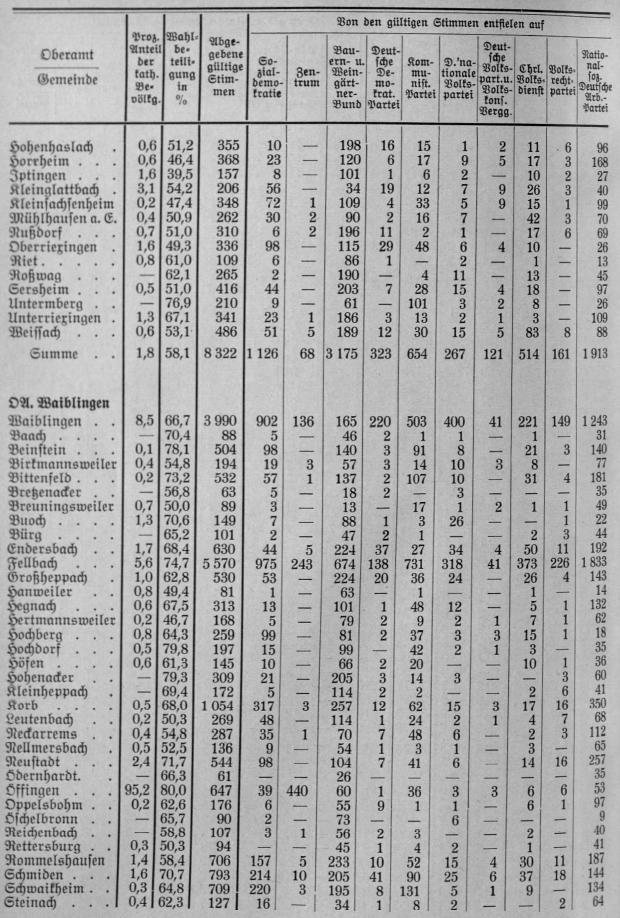 Oberamt
Gemeinde
Proz. Anteil der kath. Bevölkg.
Wahlbeteiligung in %
Abgegebene gültige Stimmen
Von den gültigen Stimmen entfielen auf
Sozialdemokratie
Zentrum
Bauern- u. Weingärtner-Bund
Deutsche Demokrat. Partei
Kommunist. Partei
D.'nationale Volkspartei
Deutsche Volkspart. u. Volkskons. Vergg.
Chrl. Volksdienst
Volksrechtpartei
National-soz. Deutsche Arb.-Partei
Hohenhaslach . 0,6 51,2 355 10 — 198 16 15 1 2 11 6 96
Horrheim . . . 0,6 46,4 368 23 — 120 6 17 9 5 17 3 168
Iptingen . . . 1,6 39,5 157 8 — 101 1 6 2 — 10 2 27
Kleinglattbach . 3,1 54,2 206 56 — 34 19 12 7 9 26 3 40
Kleinsachsenheim 0,2 47,4 348 72 1 109 4 33 5 9 15 1 99
Mühlhausen a. E. 0,4 50,9 262 30 2 90 2 16 7 — 42 3 70
Nußdorf . . . 0,7 51,0 310 6 2 196 11 2 1 — 17 6 69
Oberriexingen . 1,6 49,3 336 98 — 115 29 48 6 4 10 — 26
Riet . . . . . 0,8 61,0 109 6 — 86 1 — 2 — 1 — 13
Roßwag . . . — 62,1 265 2 — 190 — 4 11 — 13 — 45
Sersheim . . . 0,5 51,0 416 44 — 203 7 28 15 4 18 — 97
Untermberg . . — 76,9 210 9 — 61 — 101 3 2 8 — 26
Unterriexingen . 1,3 67,1 341 23 1 186 3 13 2 1 3 — 109
Weissach . . . 0,6 53,1 486 51 5 189 12 30 15 5 83 8 88
Summe . . 1,8 58,1 8 322 1 126 68 3 175 323 654 267 121 514 161 1 913
OA. Waiblingen
Waiblingen . . 8,5 66,7 3 990 902 136 165 220 503 400 41 221 149 1 243
Baach . . . . — 70,4 88 5 — 46 2 1 1 — 1 — 31
Beinstein . . . 0,1 78,1 504 98 — 140 3 91 8 — 21 3 140
Birkmannsweiler 0,4 54,8 194 19 3 57 3 14 10 3 8 — 77
Bittenfeld . . . 0,2 73,2 532 57 1 137 2 107 10 — 31 4 181
Bretzenacker . . — 56,8 63 5 — 18 2 — 3 — — — 35
Breuningsweiler 0,7 50,0 89 3 — 13 — 17 1 2 1 1 49
Buoch . . . . 1,3 70,6 149 7 — 88 1 3 26 — — 1 22
Bürg . . . . — 65,2 101 2 — 47 2 1 — — 2 3 44
Endersbach . . 1,7 68,4 630 44 5 224 37 27 34 4 50 11 192
Fellbach . . . 5,6 74,7 5 570 975 243 674 138 731 318 41 373 226 1 833
Großheppach . . 1,0 62,8 530 53 — 224 20 36 24 — 26 4 143
Hanweiler . . . 0,8 49,4 81 1 — 63 — 1 — — 1 — 14
Hegnach . . . 0,6 67,5 313 13 — 101 1 48 12 — 5 1 132
Hertmannsweiler 0,2 46,7 168 5 — 79 2 9 2 1 7 1 62
Hochberg . . . 0,8 64,3 259 99 — 81 2 37 3 3 15 1 18
Hochdorf . . . 0,5 79,8 197 15 — 99 — 42 2 1 3 — 35
Höfen . . . . 0,6 61,3 145 10 — 66 2 20 — — 10 1 36
Hohenacker . . — 79,3 309 21 — 205 3 14 3 — — 3 60
Kleinheppach . — 69,4 172 5 — 114 2 2 — — 2 6 41
Korb . . . . 0,5 68,0 1 054 317 3 257 12 62 15 3 17 16 350
Leutenbach . . 0,2 50,3 269 48 — 114 1 24 2 1 4 7 68
Neckarrems . . 0,4 54,8 287 35 1 70 7 48 6 — 2 3 112
Nellmersbach . 0,5 52,5 136 9 — 54 1 3 1 — 3 — 65
Neustadt . . . 2,4 71,7 544 98 — 104 7 41 6 — 14 16 257
Ödernhardt . — 66,3 61 — — 26 — — — — — — 35
Öffingen . . . 95,2 80,0 647 39 440 60 1 36 3 3 6 6 53
Oppelsbohm . . 0,2 62,6 176 6 — 55 9 1 1 — 6 1 97
Öschelbronn . . — 65,7 90 2 — 73 — — 6 — — — 9
Reichenbach . . — 58,8 107 3 1 56 2 3 — — 2 — 40
Rettersburg . . 0,3 50,3 94 — — 45 1 4 2 — 1 — 41
Rommelshausen 1,4 58,4 706 157 5 233 10 52 15 4 30 11 187
Schmiden . . . 1,6 70,7 793 214 10 205 41 90 25 6 37 18 144
Schwaikheim . . 0,3 64,8 709 220 3 195 8 131 5 1 9 — 134
Steinach . . . 0,4 62,3 127 16 — 34 1 8 2 — — 2 64